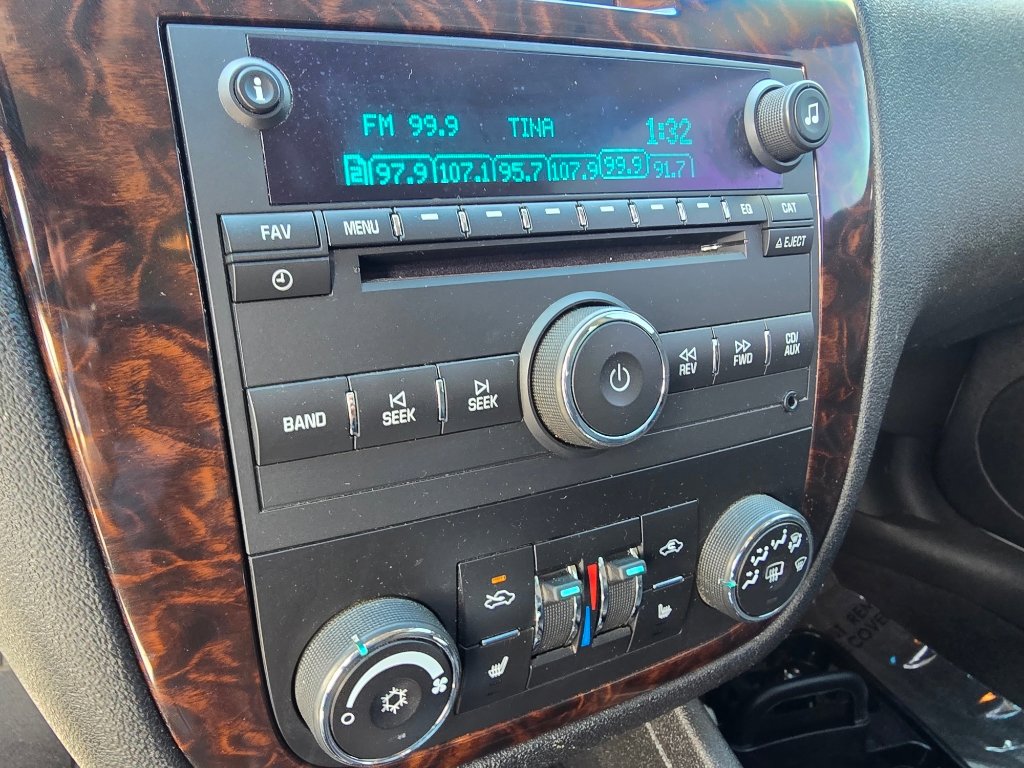 i
FM 99.9 TINA 1:32
2 97.9 107.1 95.7 107.9 99.9 91.7
FAV MENU EQ CAT
EJECT
BAND SEEK SEEK REV FWD CD/
AUX